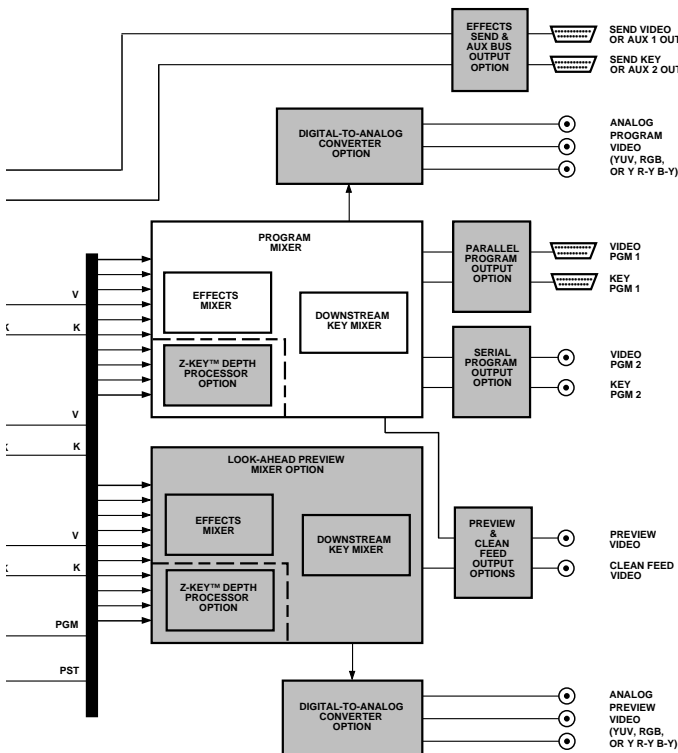 EFFECTS
SEND &
AUX BUS
OUTPUT
OPTION
SEND VIDEO
OR AUX 1 OUT
SEND KEY
OR AUX 2 OUT
DIGITAL-TO-ANALOG
CONVERTER
OPTION
ANALOG
PROGRAM
VIDEO
(YUV, RGB,
OR Y R-Y B-Y)
PROGRAM
MIXER
EFFECTS
MIXER
DOWNSTREAM
KEY MIXER
Z-KEY™ DEPTH
PROCESSOR
OPTION
PARALLEL
PROGRAM
OUTPUT
OPTION
VIDEO
PGM 1
KEY
PGM 1
SERIAL
PROGRAM
OUTPUT
OPTION
VIDEO
PGM 2
KEY
PGM 2
V
K
V
K
V
K
PGM
PST
LOOK-AHEAD PREVIEW
MIXER OPTION
EFFECTS
MIXER
DOWNSTREAM
KEY MIXER
Z-KEY™ DEPTH
PROCESSOR
OPTION
PREVIEW
&
CLEAN
FEED
OUTPUT
OPTIONS
PREVIEW
VIDEO
CLEAN FEED
VIDEO
DIGITAL-TO-ANALOG
CONVERTER
OPTION
ANALOG
PREVIEW
VIDEO
(YUV, RGB,
OR Y R-Y B-Y)